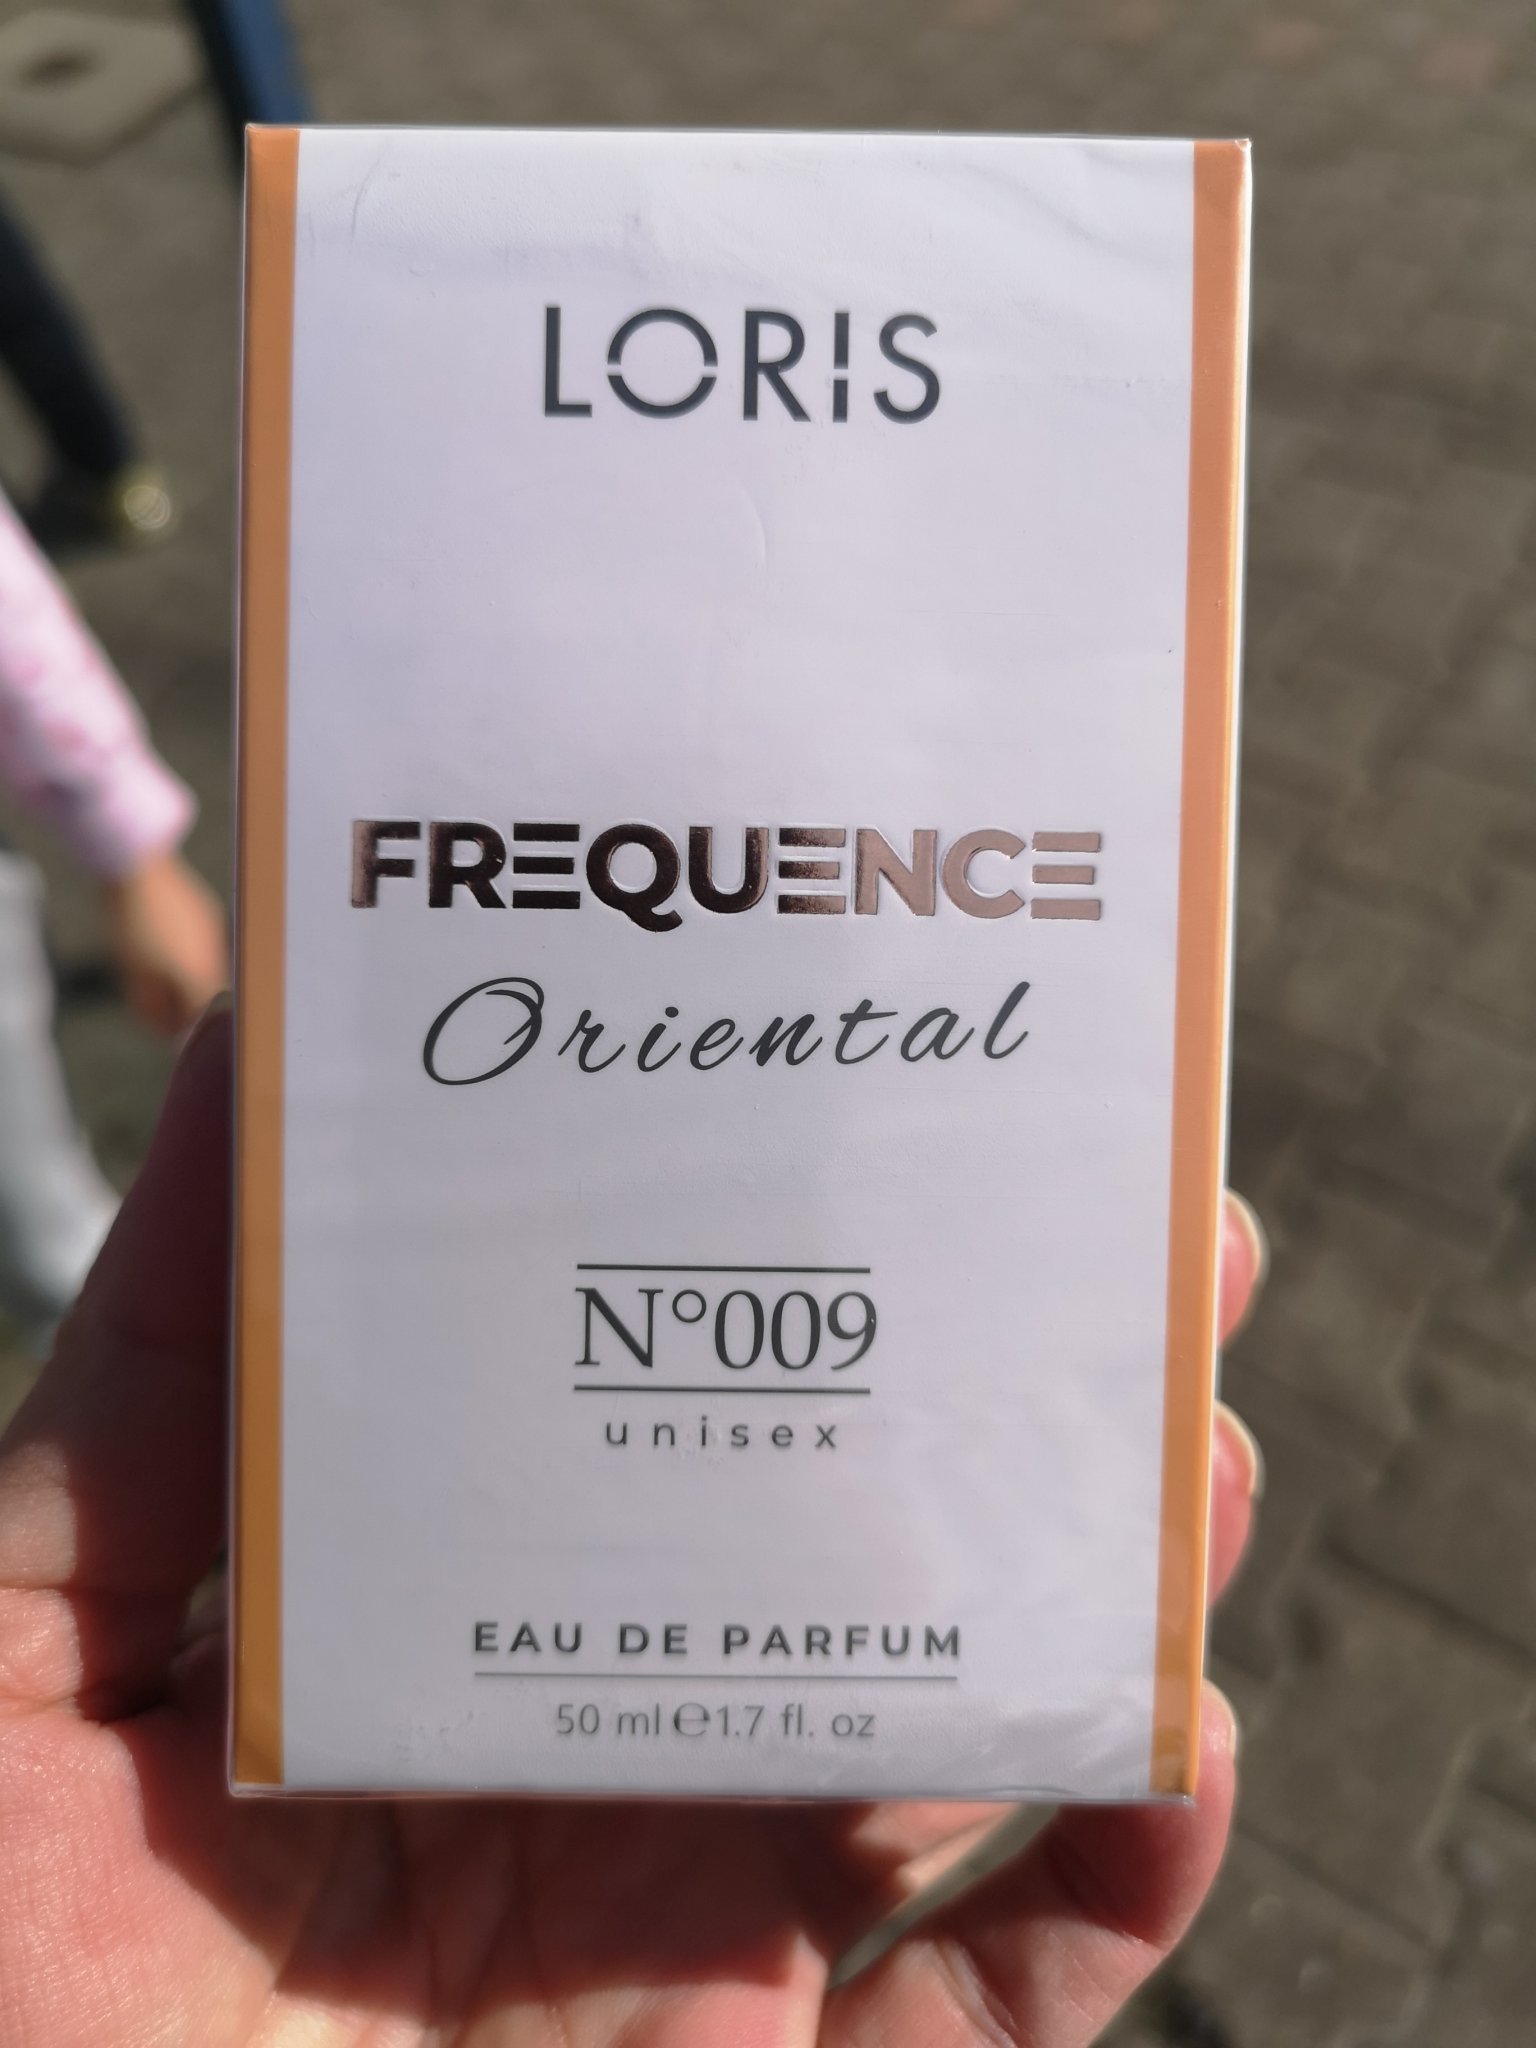 LORIS
FREQUENCE
Oriental
N°009
unisex
EAU DE PARFUM
50 ml ℮ 1.7 fl. oz